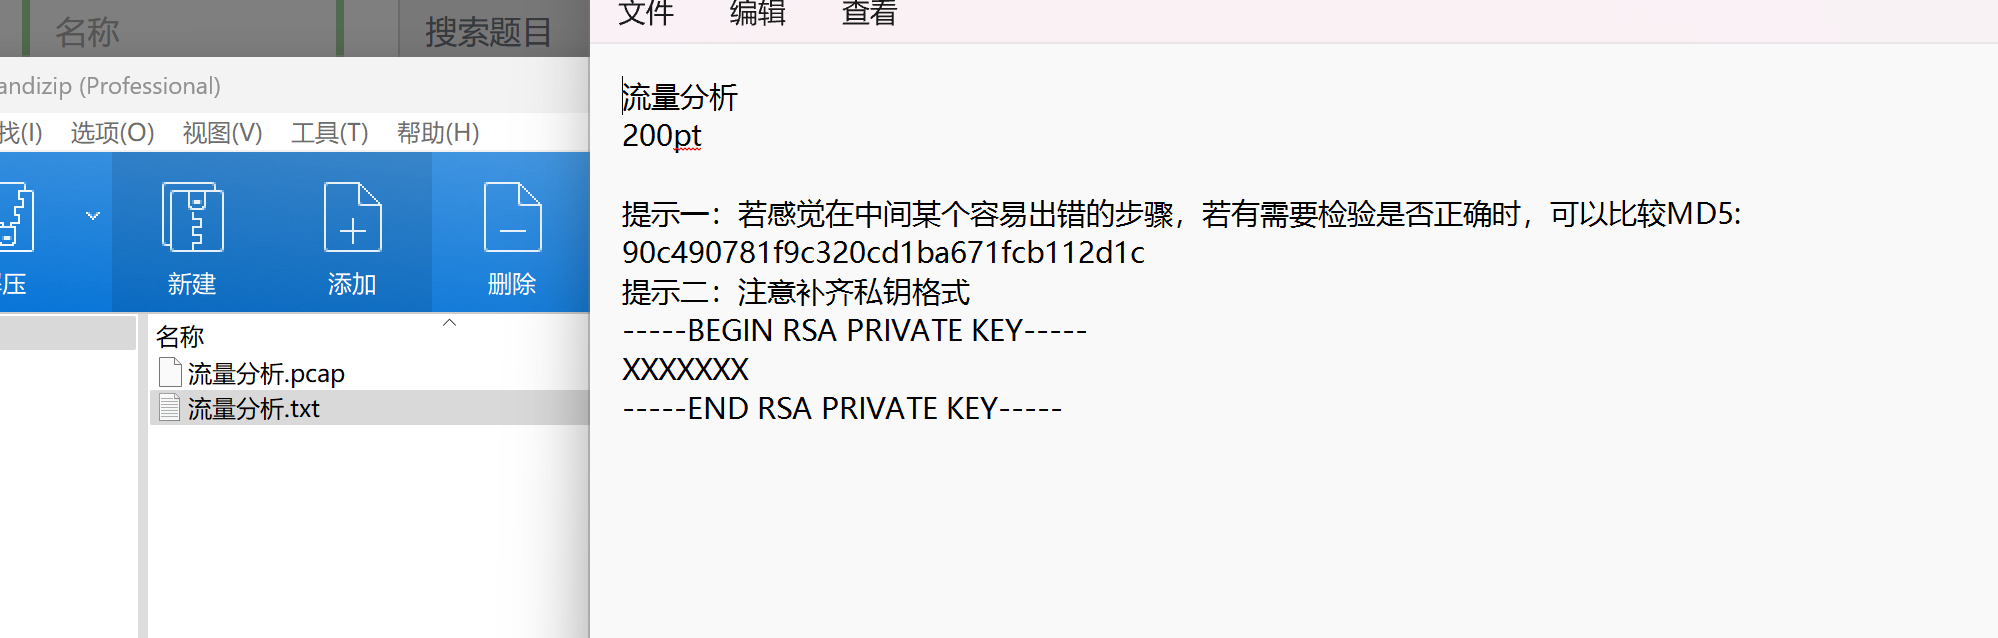 名称
搜索题目
andizip (Professional)
找(I) 选项(O) 视图(V) 工具(T) 帮助(H)
压
新建
添加
删除
名称
流量分析.pcap
流量分析.txt
文件 编辑 查看
流量分析
200pt
提示一：若感觉在中间某个容易出错的步骤，若有需要检验是否正确时，可以比较MD5:
90c490781f9c320cd1ba671fcb112d1c
提示二：注意补齐私钥格式
-----BEGIN RSA PRIVATE KEY-----
XXXXXXX
-----END RSA PRIVATE KEY-----